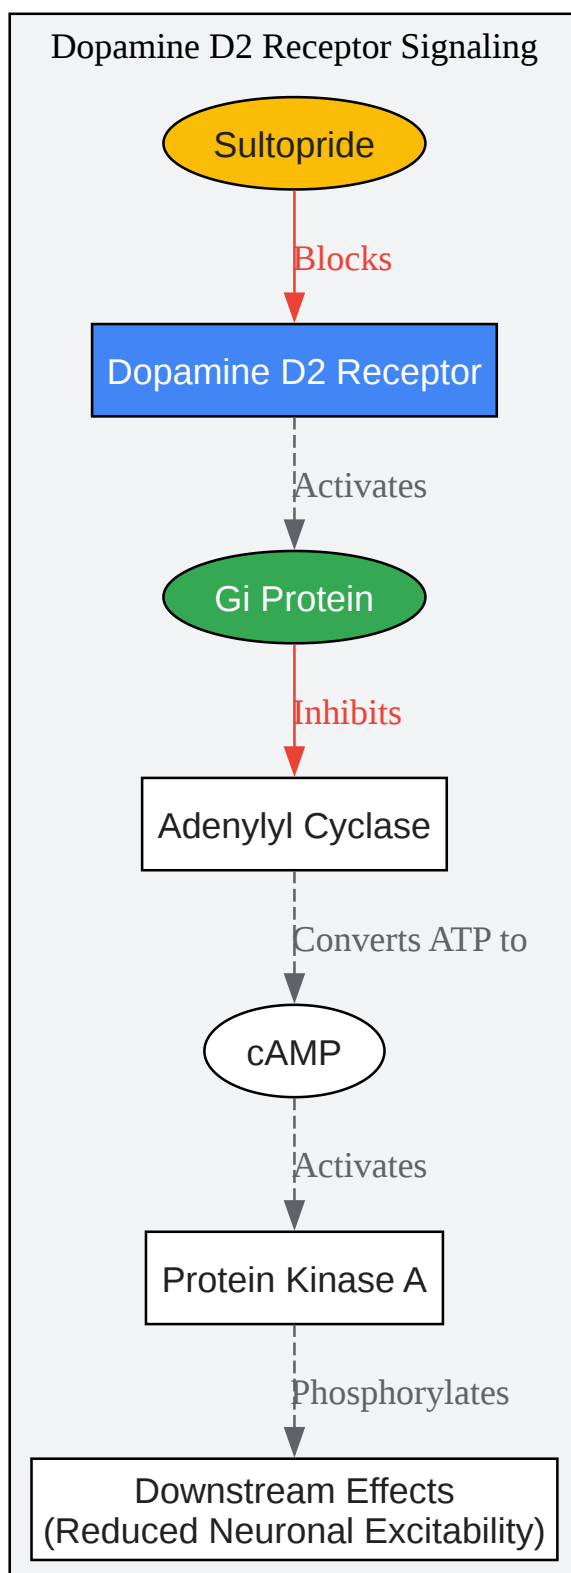 Dopamine D2 Receptor Signaling
Sultopride
Blocks
Dopamine D2 Receptor
Activates
Gi Protein
Inhibits
Adenylyl Cyclase
Converts ATP to
cAMP
Activates
Protein Kinase A
Phosphorylates
Downstream Effects
(Reduced Neuronal Excitability)